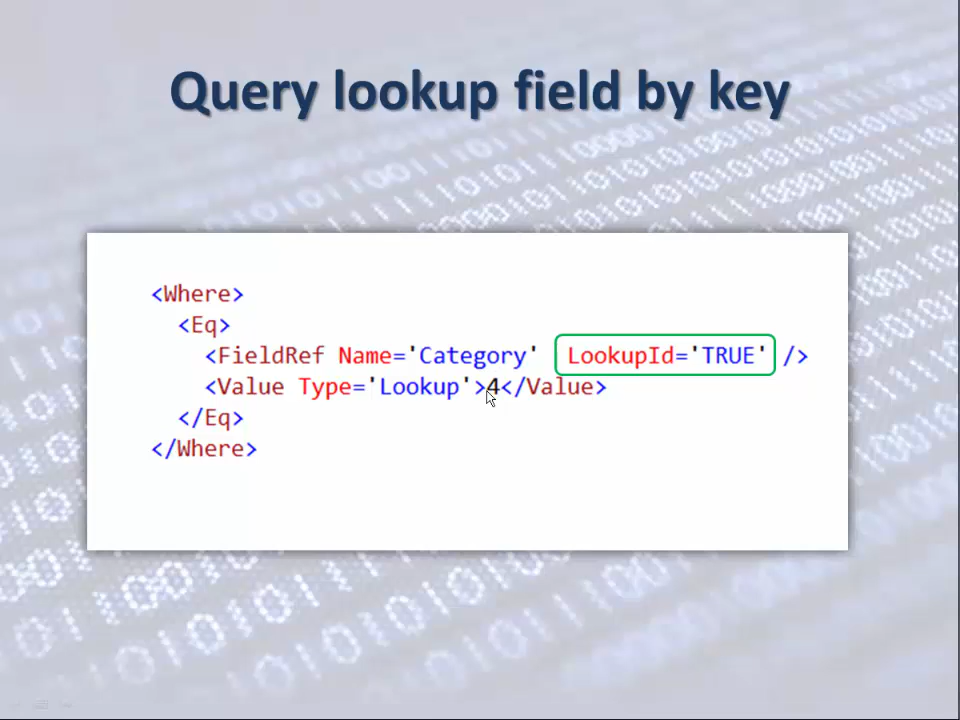 Query lookup field by key
<Where>
<Eq>
<FieldRef Name='Category' LookupId='TRUE' />
<Value Type='Lookup'>4</Value>
</Eq>
</Where>